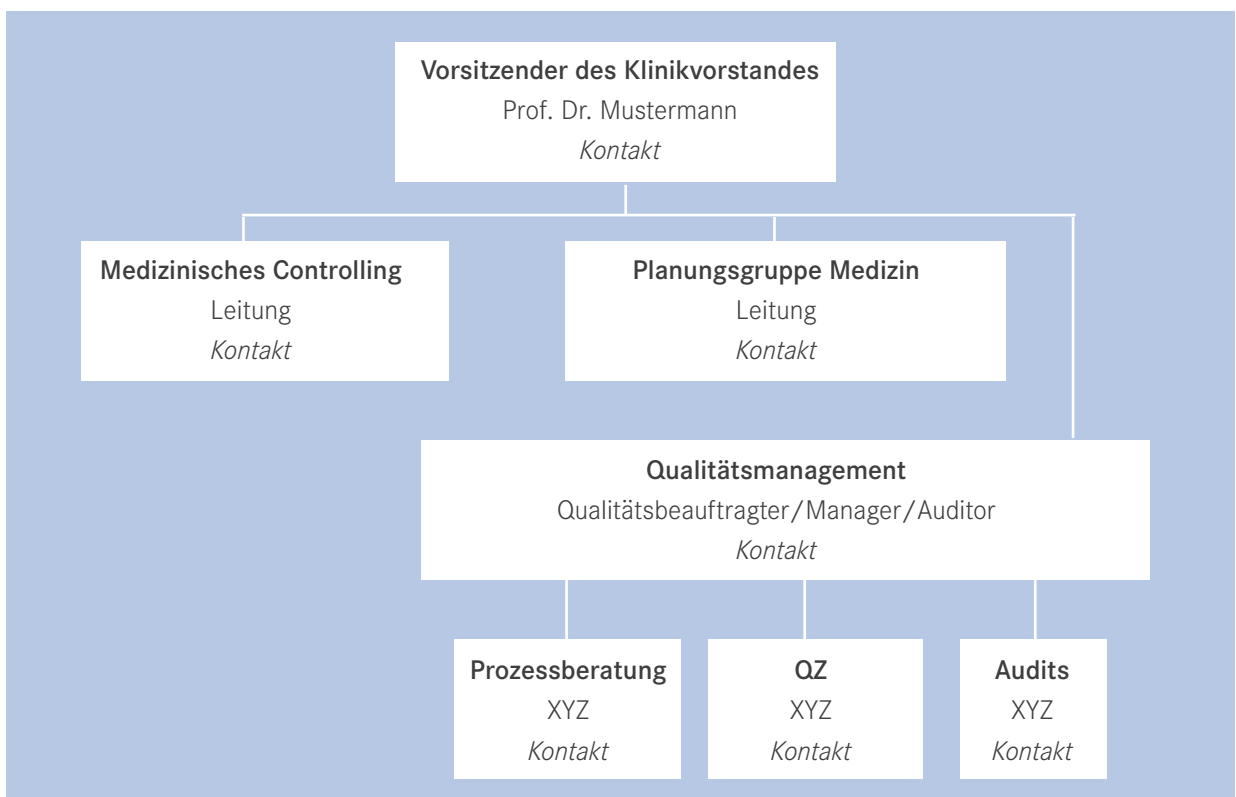 Vorsitzender des Klinikvorstandes
Prof. Dr. Mustermann
Kontakt
Medizinisches Controlling
Leitung
Kontakt
Planungsgruppe Medizin
Leitung
Kontakt
Qualitätsmanagement
Qualitätsbeauftragter/Manager/Auditor
Kontakt
Prozessberatung
XYZ
Kontakt
QZ
XYZ
Kontakt
Audits
XYZ
Kontakt